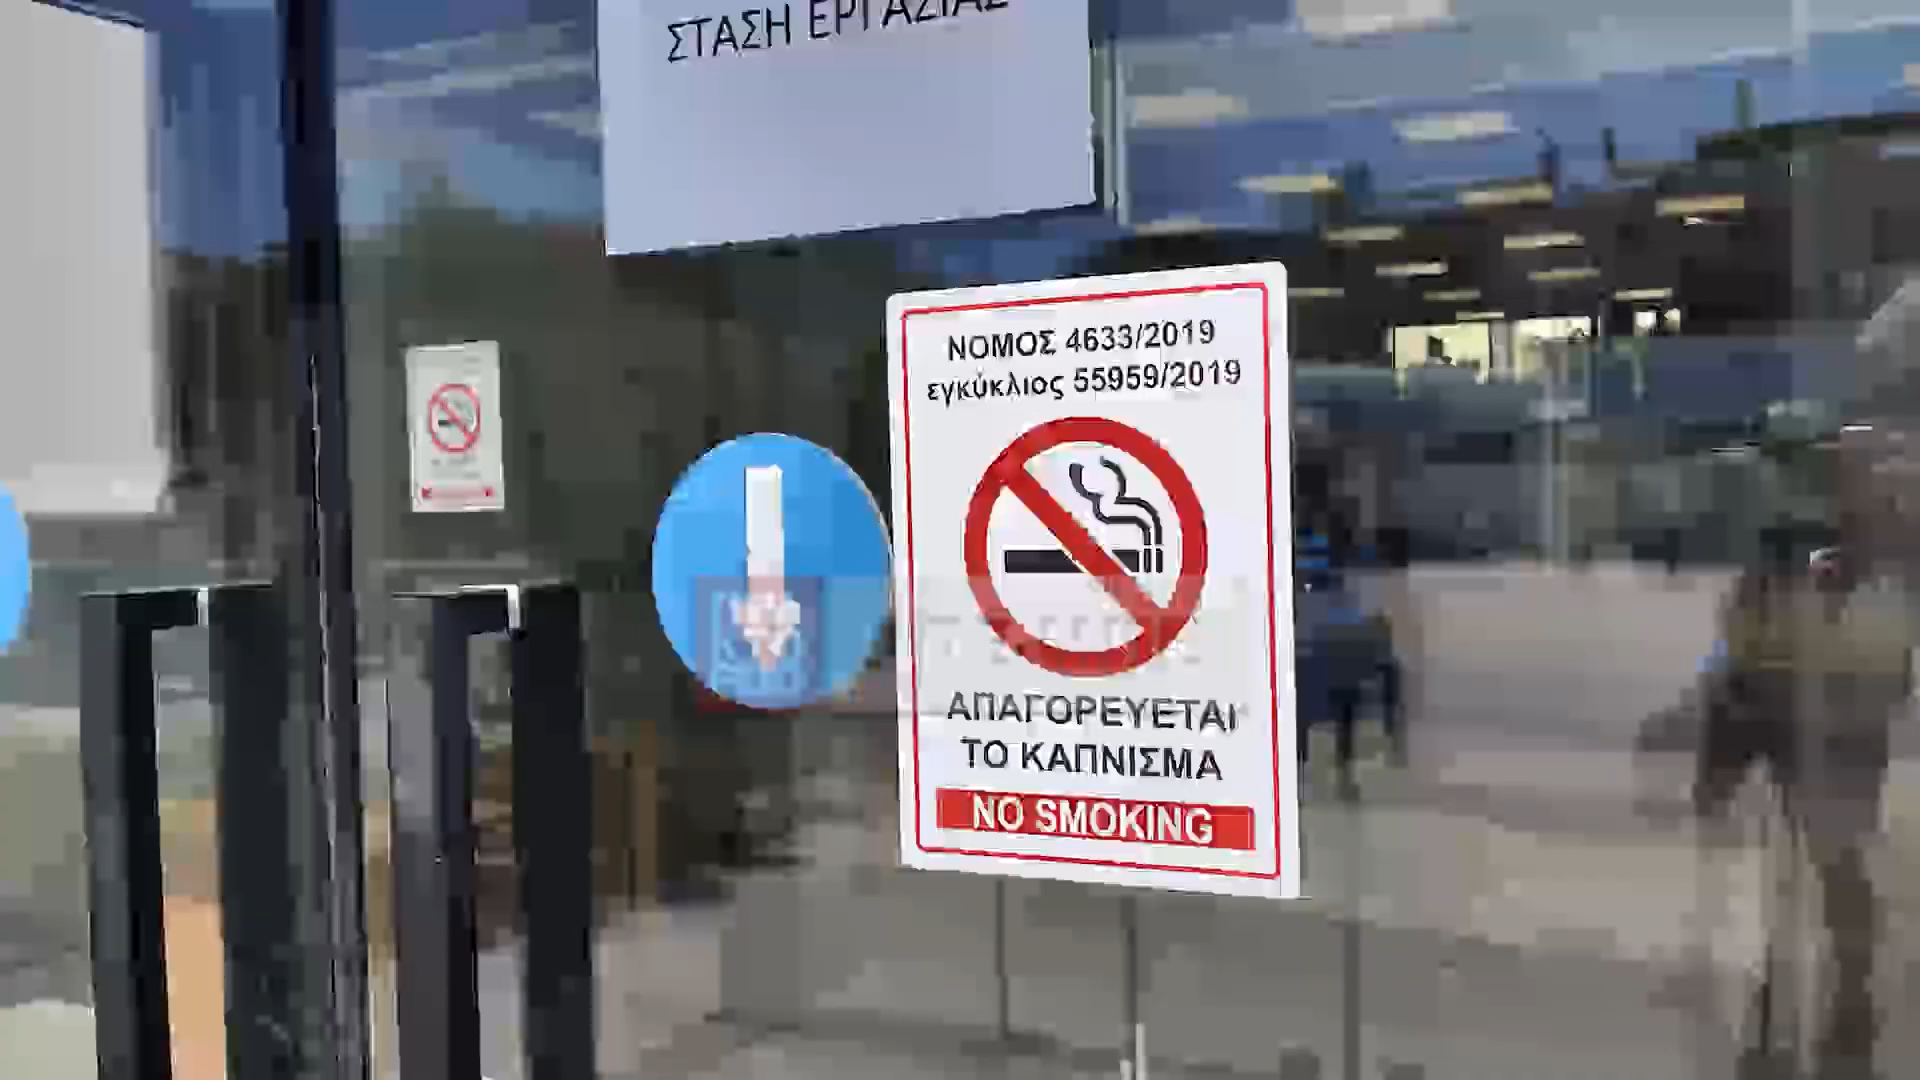 ΣΤΑΣΗ ΕΡΓΑΣΙΑΣ
ΝΟΜΟΣ 4633/2019
εγκύκλιος 55959/2019
ΑΠΑΓΟΡΕΥΕΤΑΙ
ΤΟ ΚΑΠΝΙΣΜΑ
NO SMOKING